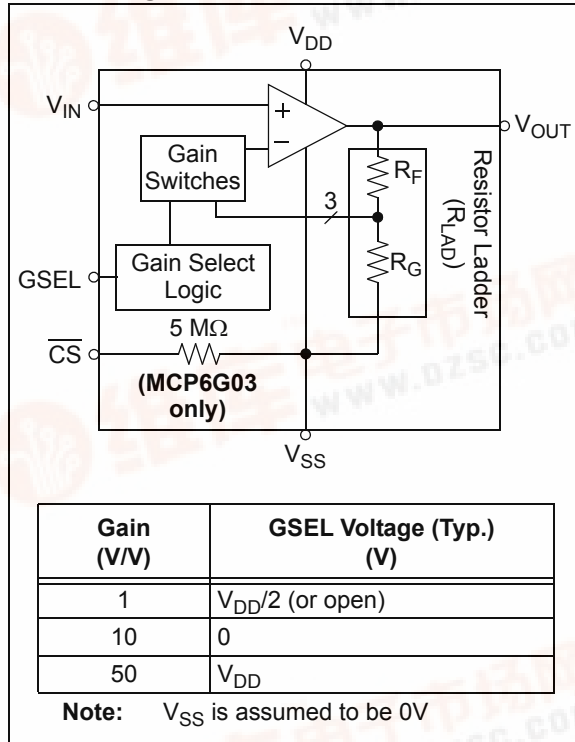 V_DD
V_IN
+
−
V_OUT
Gain
Switches
3
R_F
R_G
Resistor Ladder
(R_LAD)
GSEL
Gain Select
Logic
CS
5 MΩ
(MCP6G03
only)
V_SS
Gain
(V/V)
GSEL Voltage (Typ.)
(V)
1 V_DD/2 (or open)
10 0
50 V_DD
Note: V_SS is assumed to be 0V